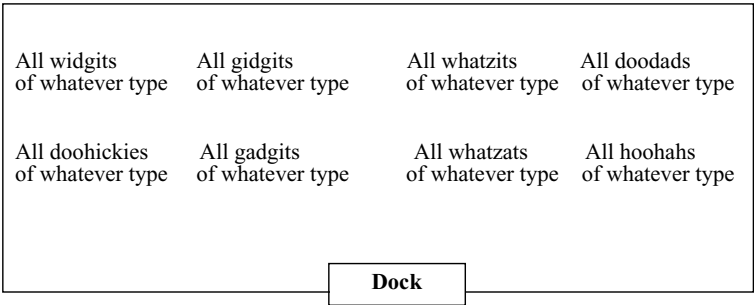 All widgits
of whatever type
All gidgits
of whatever type
All whatzits
of whatever type
All doodads
of whatever type
All doohickies
of whatever type
All gadgits
of whatever type
All whatzats
of whatever type
All hoohahs
of whatever type
Dock